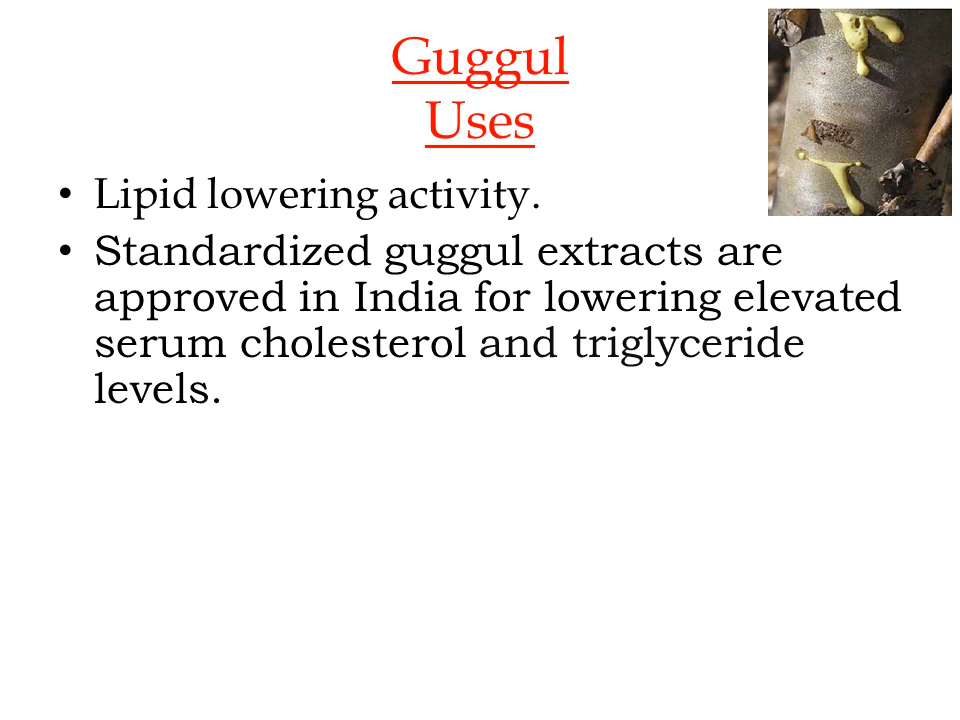 Guggul
Uses
• Lipid lowering activity.
• Standardized guggul extracts are
approved in India for lowering elevated
serum cholesterol and triglyceride
levels.